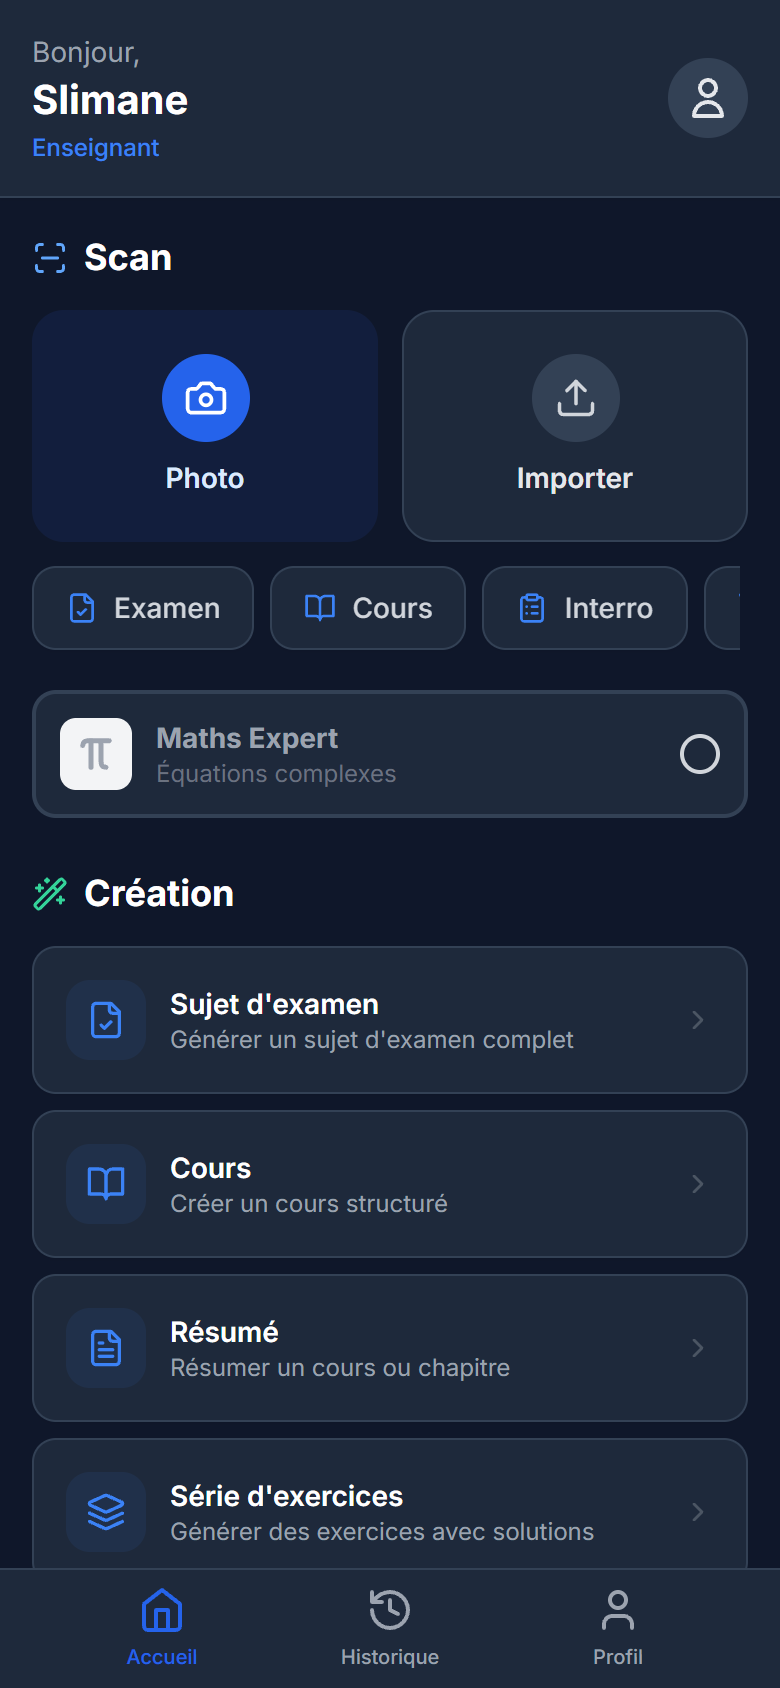 Bonjour,
Slimane
Enseignant
Scan
Photo
Importer
Examen
Cours
Interro
Maths Expert
Équations complexes
Création
Sujet d'examen
Générer un sujet d'examen complet
Cours
Créer un cours structuré
Résumé
Résumer un cours ou chapitre
Série d'exercices
Générer des exercices avec solutions
Accueil
Historique
Profil